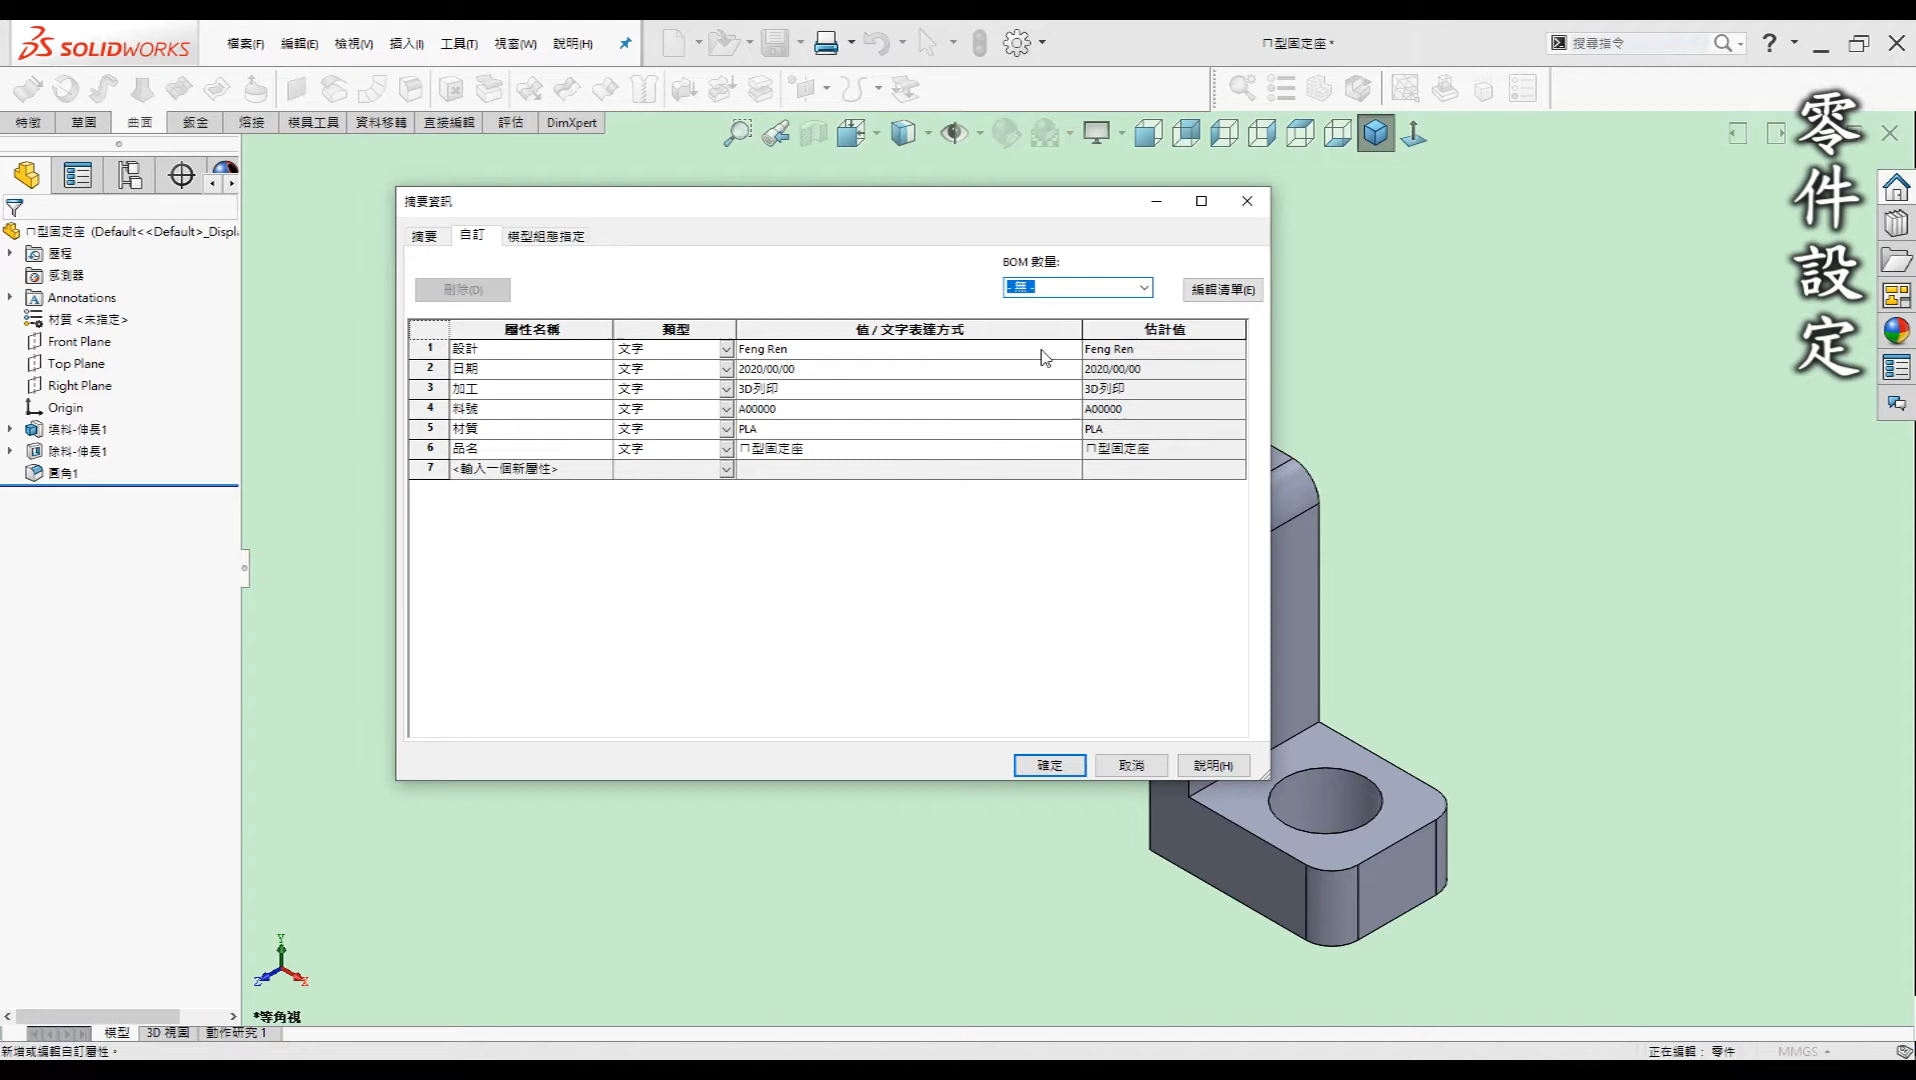 SOLIDWORKS 檔案(F) 編輯(E) 檢視(V) 插入(I) 工具(T) 視窗(W) 說明(H) ㄇ型固定座 * 搜尋指令
特徵 草圖 曲面 鈑金 熔接 模具工具 資料移轉 直接編輯 評估 DimXpert
零件設定
ㄇ型固定座 (Default<<Default>_Displ
歷程
感測器
Annotations
材質 <未指定>
Front Plane
Top Plane
Right Plane
Origin
填料-伸長1
除料-伸長1
圓角1
摘要資訊
摘要 自訂 模型組態指定
BOM 數量:
刪除(D) - 無 - 編輯清單(E)
屬性名稱 類型 值 / 文字表達方式 估計值
1 設計 文字 Feng Ren Feng Ren
2 日期 文字 2020/00/00 2020/00/00
3 加工 文字 3D列印 3D列印
4 料號 文字 A00000 A00000
5 材質 文字 PLA PLA
6 品名 文字 ㄇ型固定座 ㄇ型固定座
7 <輸入一個新屬性>
確定 取消 說明(H)
Y
Z X
*等角視
模型 3D 視圖 動作研究 1
新增或編輯自訂屬性。 正在編輯： 零件 MMGS